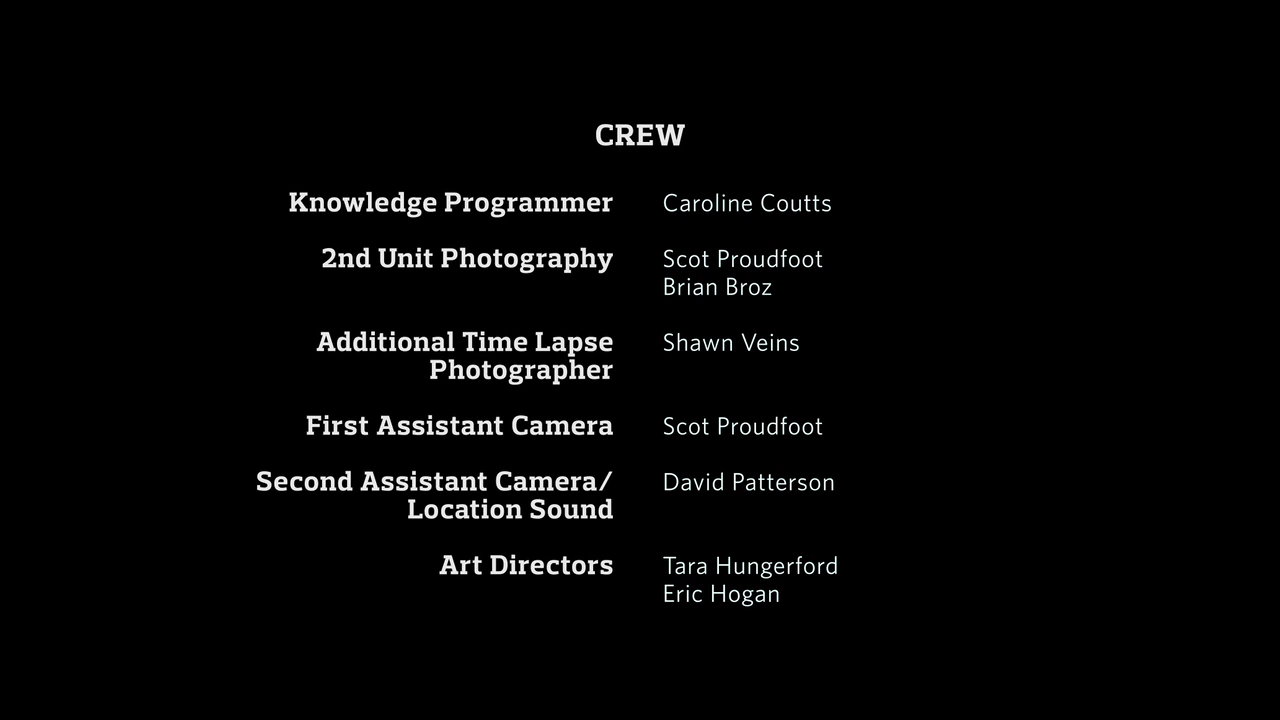 CREW
Knowledge Programmer Caroline Coutts
2nd Unit Photography Scot Proudfoot
Brian Broz
Additional Time Lapse Shawn Veins
Photographer
First Assistant Camera Scot Proudfoot
Second Assistant Camera/ David Patterson
Location Sound
Art Directors Tara Hungerford
Eric Hogan